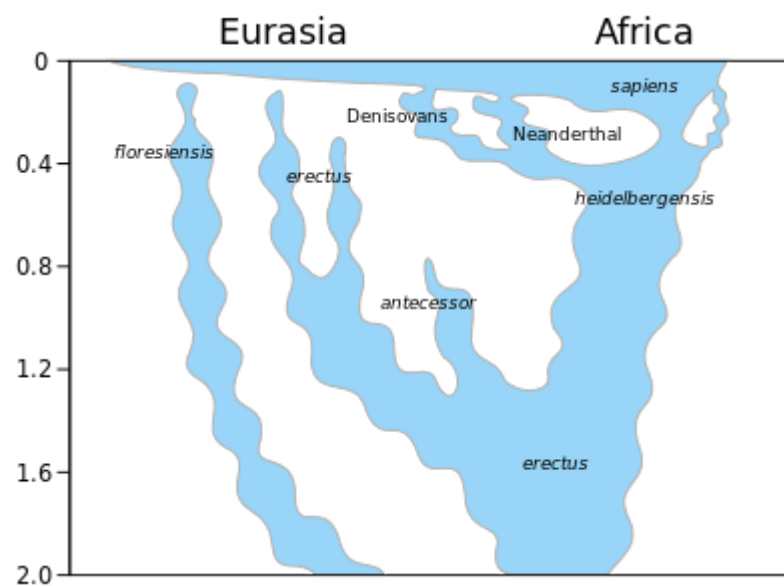 Eurasia Africa
0
sapiens
Denisovans
Neanderthal
floresiensis
0.4
erectus
heidelbergensis
0.8
antecessor
1.2
erectus
1.6
2.0